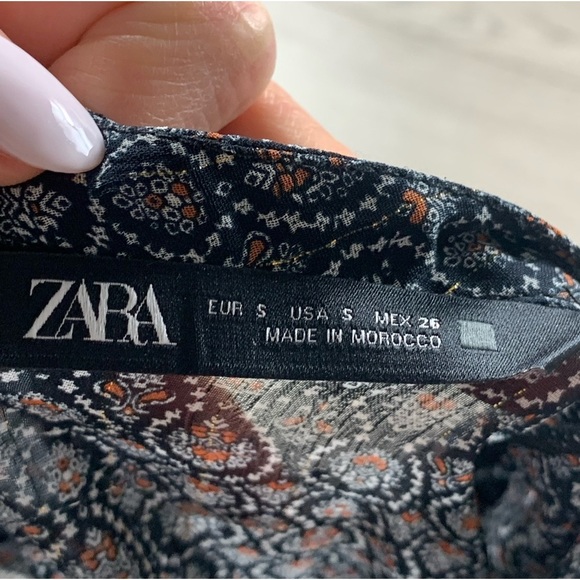 ZARA
EUR S USA S MEX 26
MADE IN MOROCCO